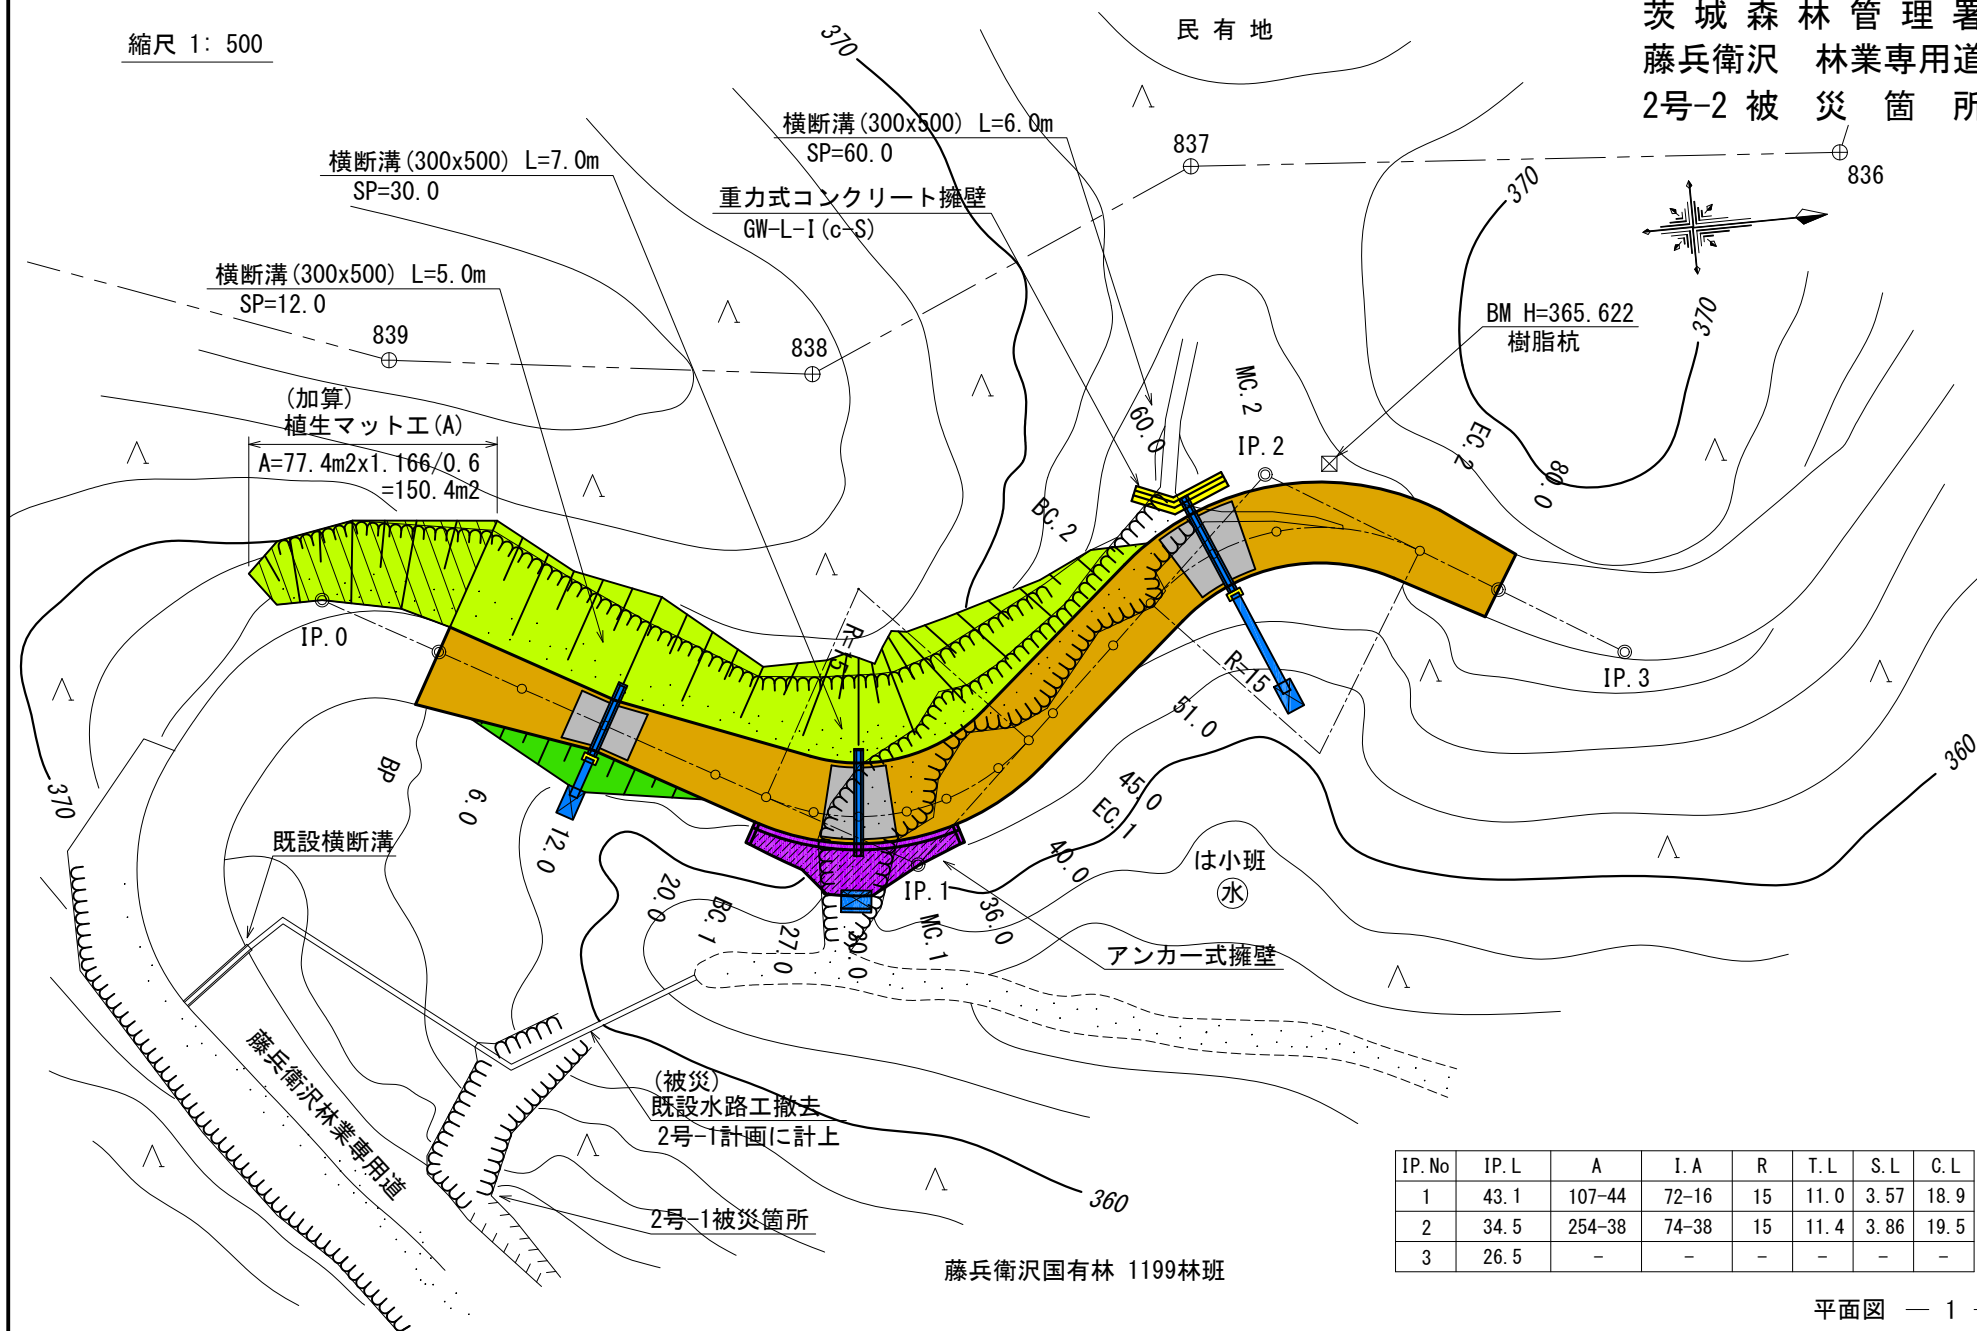 縮尺 1: 500
民 有 地
茨 城 森 林 管 理 署
藤兵衛沢 林業専用道
2号-2 被 災 箇 所
370
横断溝(300x500) L=6.0m
SP=60.0
837
836
横断溝(300x500) L=7.0m
SP=30.0
重力式コンクリート擁壁
GW-L-I(c-S)
370
横断溝(300x500) L=5.0m
SP=12.0
BM H=365.622
樹脂杭
370
839
838
(加算)
植生マット工(A)
A=77.4m2x1.166/0.6
=150.4m2
MC.2
60.0
IP.2
EC.2
80.0
BC.2
IP.0
R=15
R=15
IP.3
51.0
BP
6.0
12.0
370
45.0
EC.1
40.0
360
既設横断溝
は小班
水
20.0
BC.1
27.0
30.0
IP.1
MC.1
36.0
アンカー式擁壁
藤兵衛沢林業専用道
(被災)
既設水路工撤去
2号-1計画に計上
360
2号-1被災箇所
藤兵衛沢国有林 1199林班
IP.No IP.L A I.A R T.L S.L C.L
1 43.1 107-44 72-16 15 11.0 3.57 18.9
2 34.5 254-38 74-38 15 11.4 3.86 19.5
3 26.5 - - - - - -
平面図 — 1 -